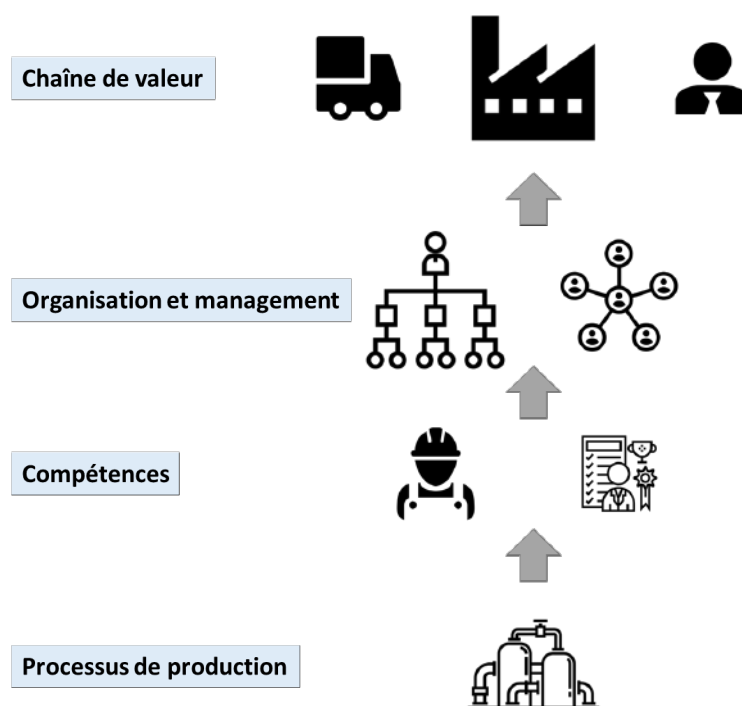 Chaîne de valeur
Organisation et management
Compétences
Processus de production